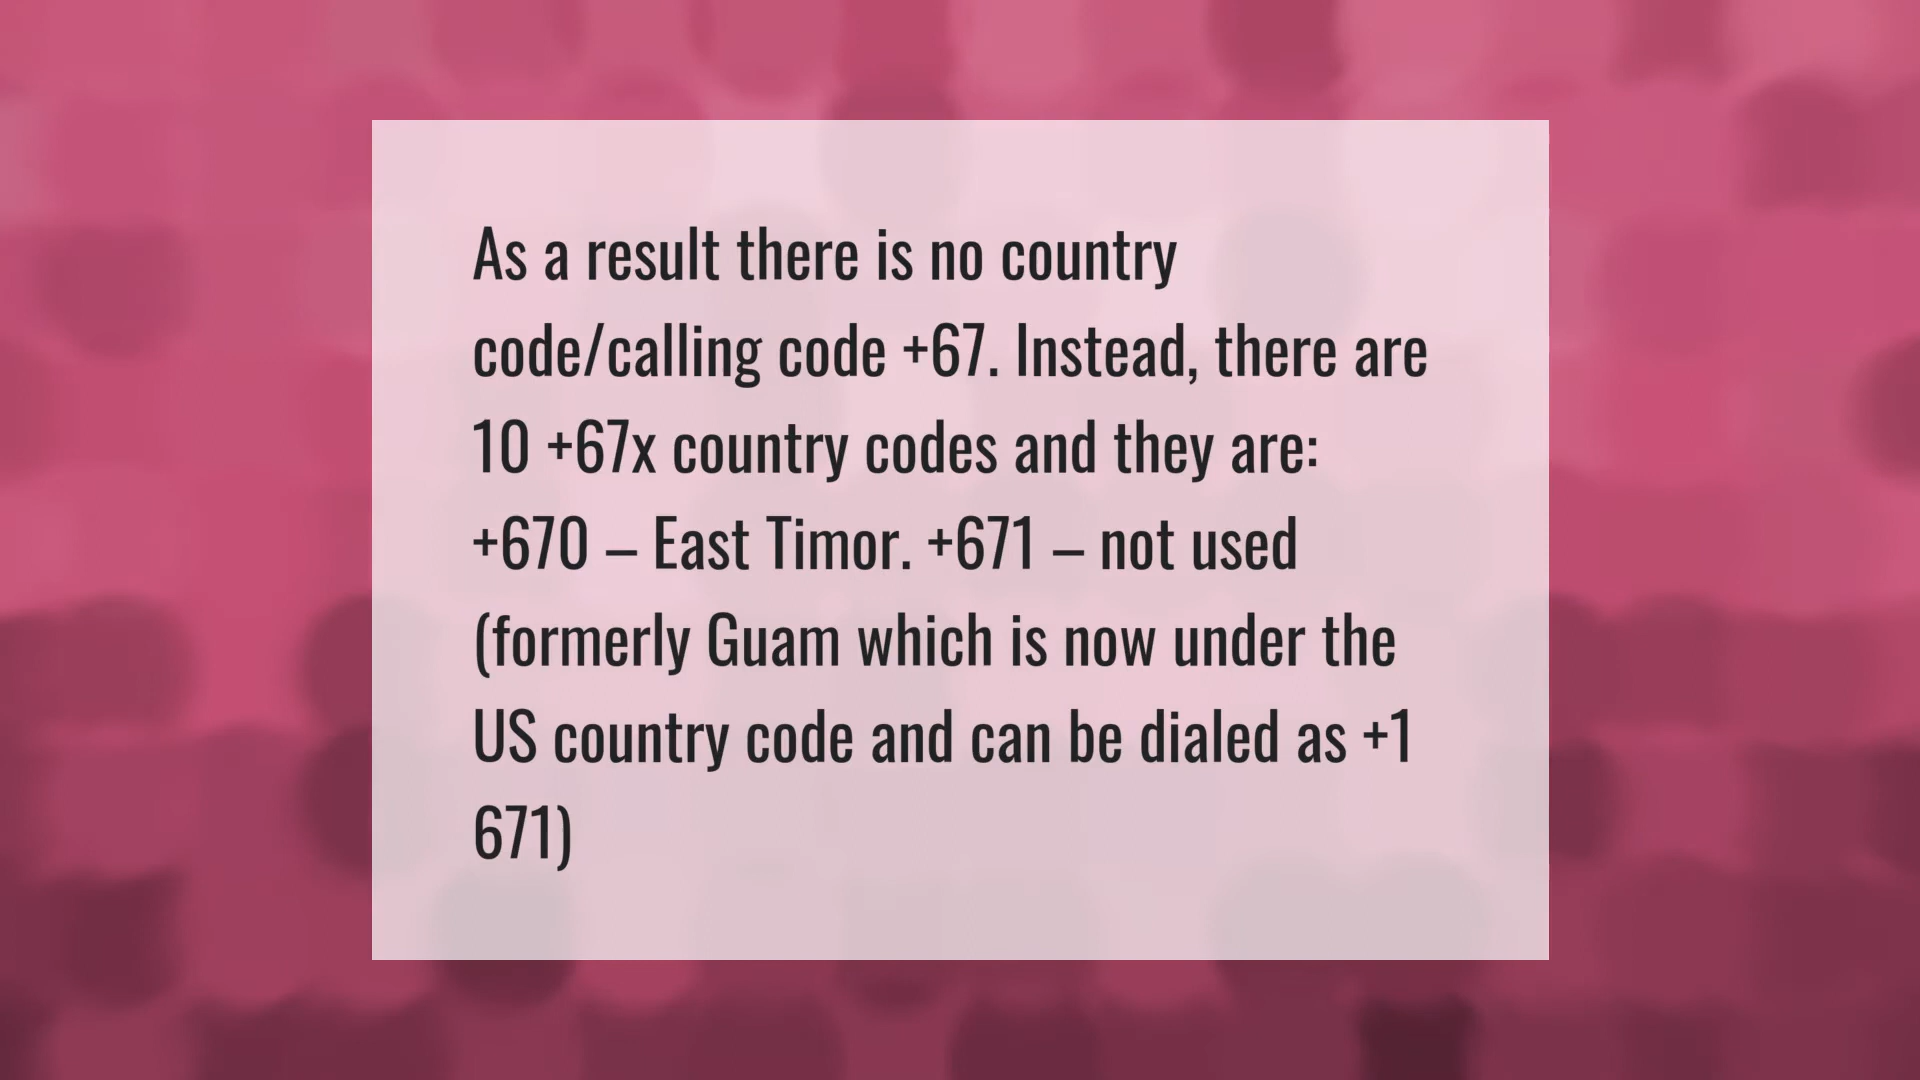 As a result there is no country
code/calling code +67. Instead, there are
10 +67x country codes and they are:
+670 – East Timor. +671 – not used
(formerly Guam which is now under the
US country code and can be dialed as +1
671)